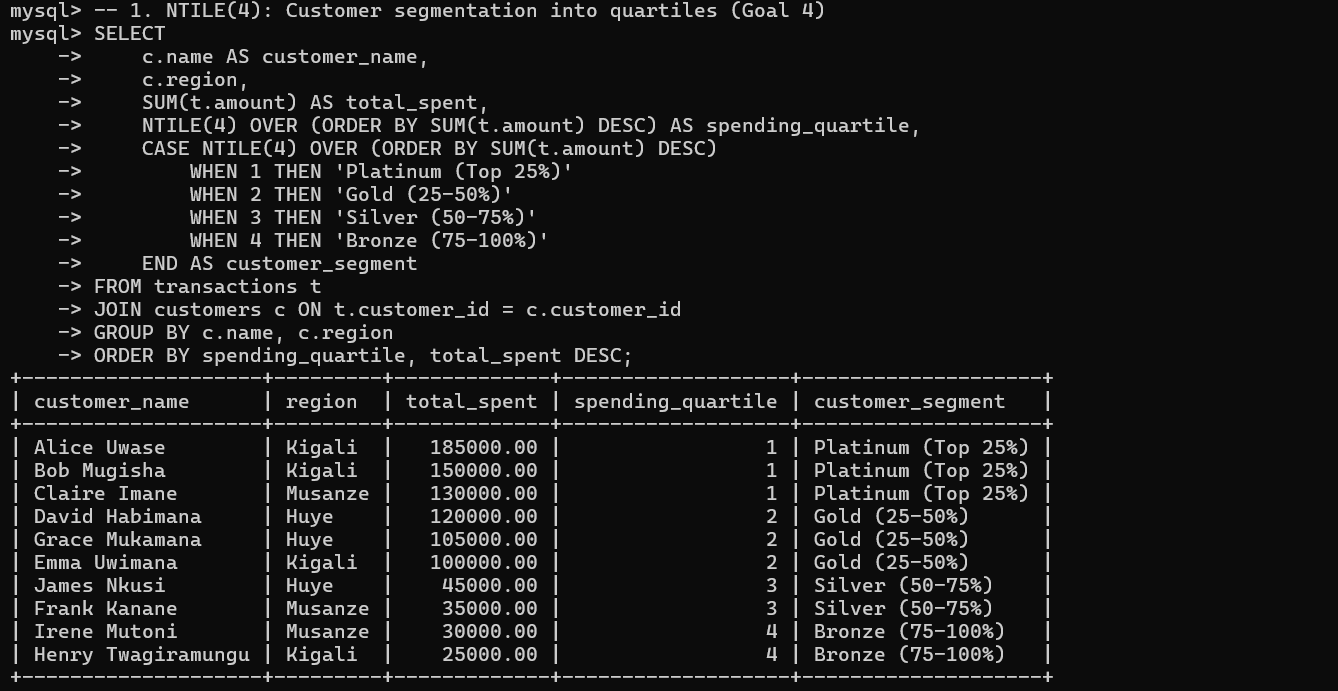 mysql> -- 1. NTILE(4): Customer segmentation into quartiles (Goal 4)
mysql> SELECT
    ->     c.name AS customer_name,
    ->     c.region,
    ->     SUM(t.amount) AS total_spent,
    ->     NTILE(4) OVER (ORDER BY SUM(t.amount) DESC) AS spending_quartile,
    ->     CASE NTILE(4) OVER (ORDER BY SUM(t.amount) DESC)
    ->         WHEN 1 THEN 'Platinum (Top 25%)'
    ->         WHEN 2 THEN 'Gold (25-50%)'
    ->         WHEN 3 THEN 'Silver (50-75%)'
    ->         WHEN 4 THEN 'Bronze (75-100%)'
    ->     END AS customer_segment
    -> FROM transactions t
    -> JOIN customers c ON t.customer_id = c.customer_id
    -> GROUP BY c.name, c.region
    -> ORDER BY spending_quartile, total_spent DESC;
+--------------------+---------+-------------+-------------------+--------------------+
| customer_name      | region  | total_spent | spending_quartile | customer_segment   |
+--------------------+---------+-------------+-------------------+--------------------+
| Alice Uwase        | Kigali  |   185000.00 |                 1 | Platinum (Top 25%) |
| Bob Mugisha        | Kigali  |   150000.00 |                 1 | Platinum (Top 25%) |
| Claire Imane       | Musanze |   130000.00 |                 1 | Platinum (Top 25%) |
| David Habimana     | Huye    |   120000.00 |                 2 | Gold (25-50%)      |
| Grace Mukamana     | Huye    |   105000.00 |                 2 | Gold (25-50%)      |
| Emma Uwimana       | Kigali  |   100000.00 |                 2 | Gold (25-50%)      |
| James Nkusi        | Huye    |    45000.00 |                 3 | Silver (50-75%)    |
| Frank Kanane       | Musanze |    35000.00 |                 3 | Silver (50-75%)    |
| Irene Mutoni       | Musanze |    30000.00 |                 4 | Bronze (75-100%)   |
| Henry Twagiramungu | Kigali  |    25000.00 |                 4 | Bronze (75-100%)   |
+--------------------+---------+-------------+-------------------+--------------------+